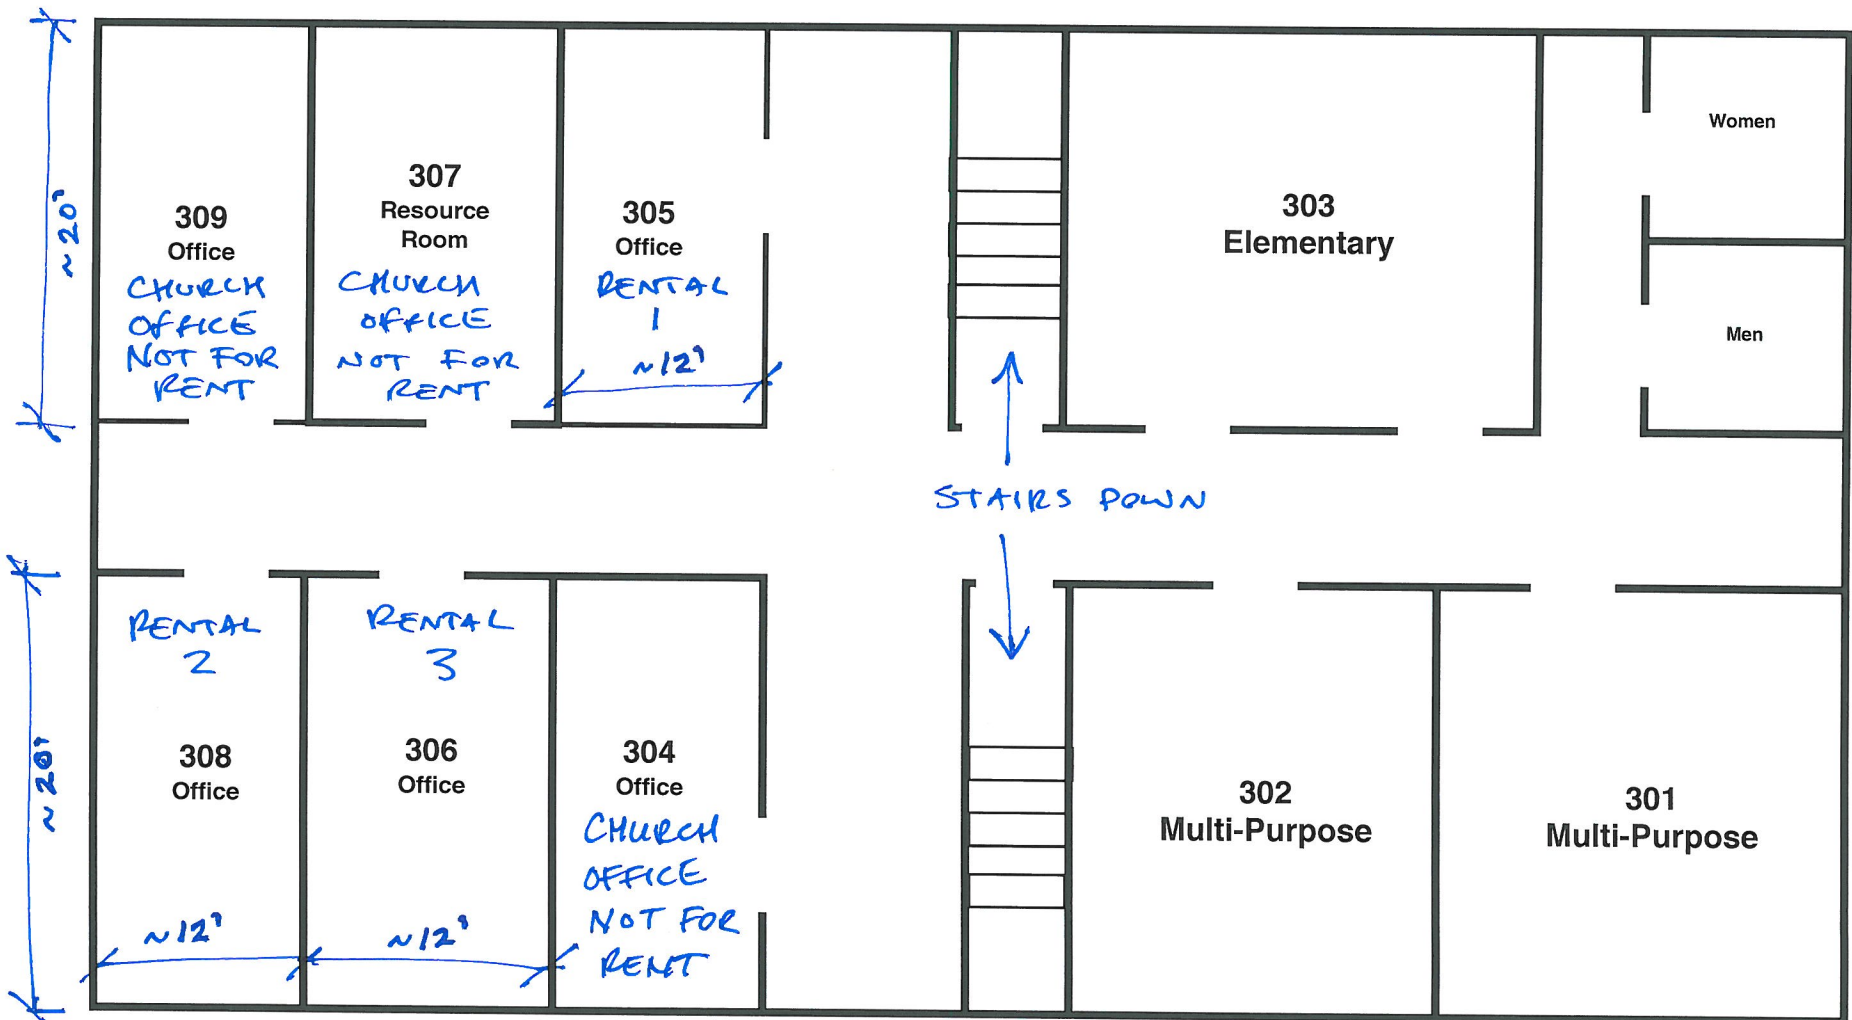 ~20'
309
Office
CHURCH
OFFICE
NOT FOR
RENT
307
Resource
Room
CHURCH
OFFICE
NOT FOR
RENT
305
Office
RENTAL
1
~12'
303
Elementary
Women
Men
STAIRS DOWN
~20'
RENTAL
2
308
Office
~12'
RENTAL
3
306
Office
~12'
304
Office
CHURCH
OFFICE
NOT FOR
RENT
302
Multi-Purpose
301
Multi-Purpose